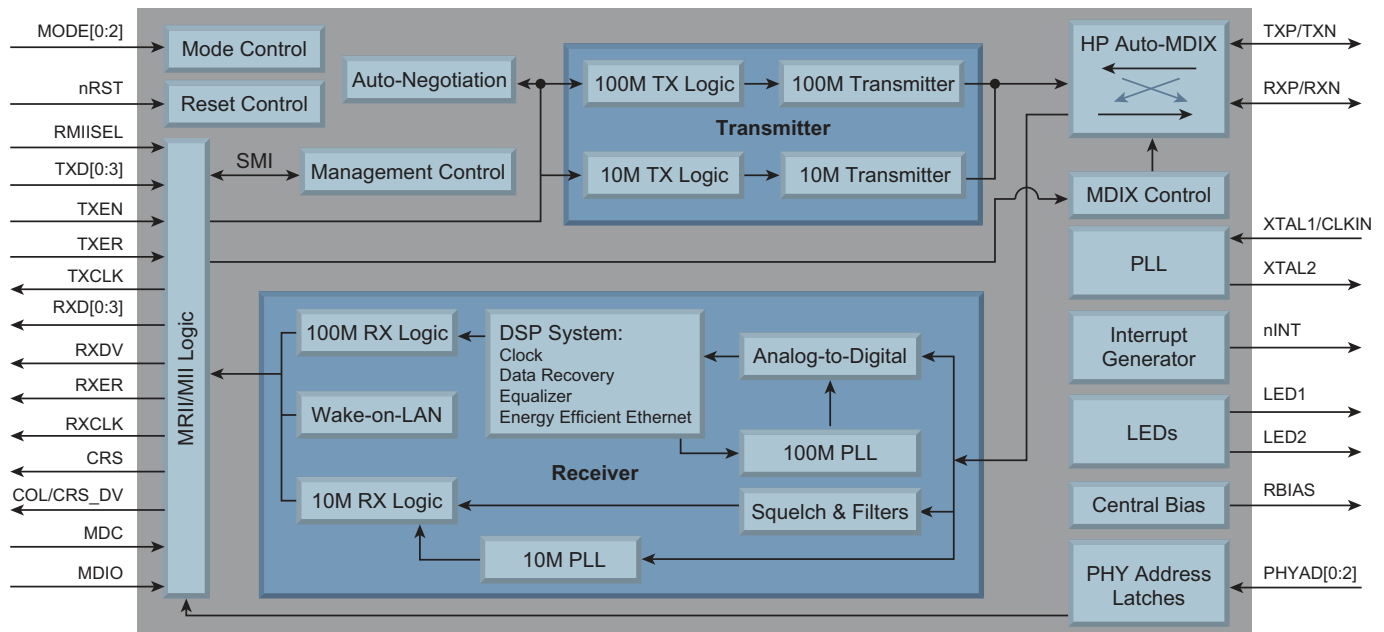 MODE[0:2]
nRST
RMIISEL
TXD[0:3]
TXEN
TXER
TXCLK
RXD[0:3]
RXDV
RXER
RXCLK
CRS
COL/CRS_DV
MDC
MDIO
Mode Control
Reset Control
MRII/MII Logic
SMI
Management Control
Auto-Negotiation
100M TX Logic
100M Transmitter
Transmitter
10M TX Logic
10M Transmitter
100M RX Logic
Wake-on-LAN
10M RX Logic
DSP System:
Clock
Data Recovery
Equalizer
Energy Efficient Ethernet
Analog-to-Digital
100M PLL
Receiver
Squelch & Filters
10M PLL
HP Auto-MDIX
MDIX Control
PLL
Interrupt
Generator
LEDs
Central Bias
PHY Address
Latches
TXP/TXN
RXP/RXN
XTAL1/CLKIN
XTAL2
nINT
LED1
LED2
RBIAS
PHYAD[0:2]